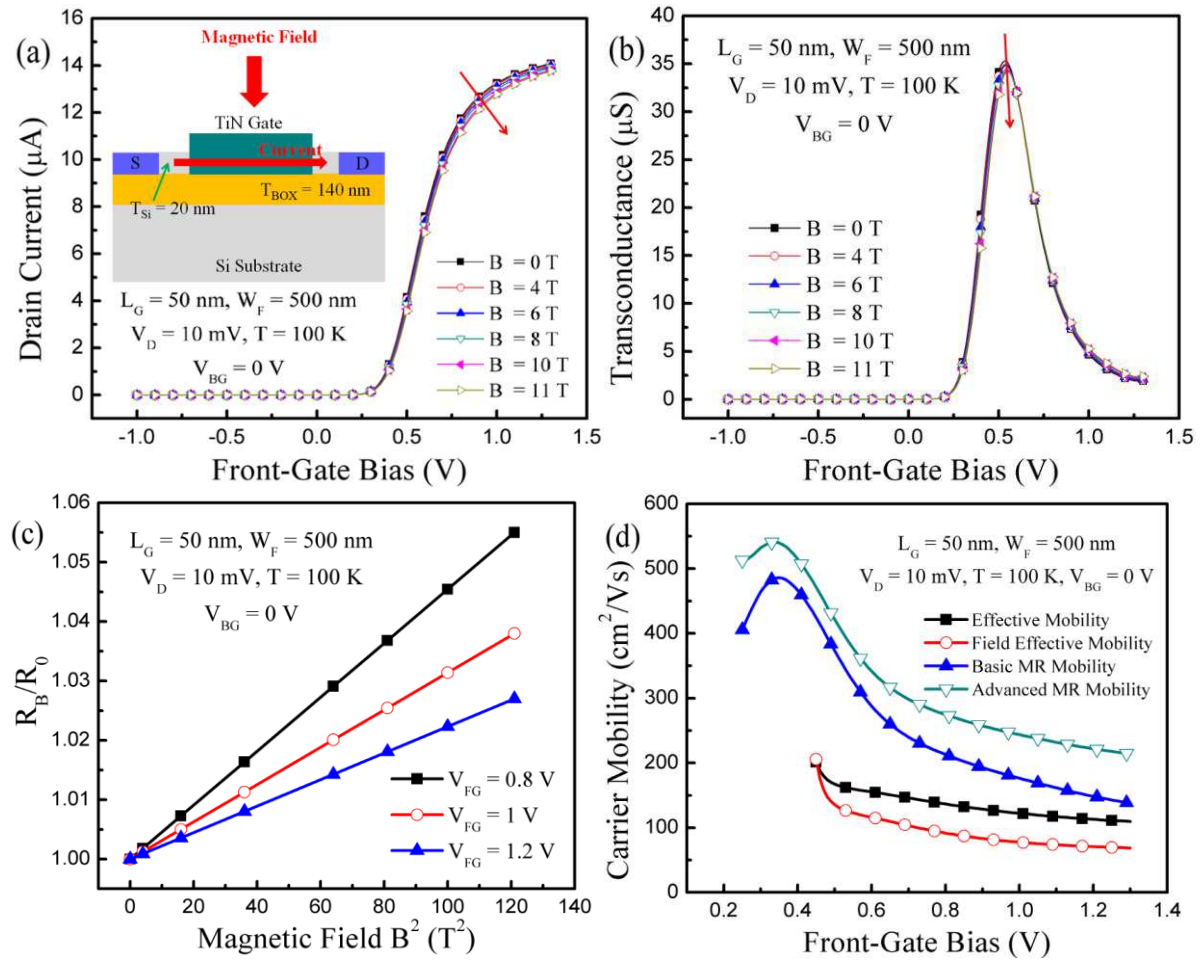 (a)
Magnetic Field
TiN Gate
Current
S
D
T_BOX = 140 nm
T_Si = 20 nm
Si Substrate
L_G = 50 nm, W_F = 500 nm
V_D = 10 mV, T = 100 K
V_BG = 0 V
B = 0 T
B = 4 T
B = 6 T
B = 8 T
B = 10 T
B = 11 T
Drain Current (μA)
14
12
10
8
6
4
2
0
-1.0 -0.5 0.0 0.5 1.0 1.5
Front-Gate Bias (V)
(b)
L_G = 50 nm, W_F = 500 nm
V_D = 10 mV, T = 100 K
V_BG = 0 V
B = 0 T
B = 4 T
B = 6 T
B = 8 T
B = 10 T
B = 11 T
Transconductance (μS)
40
35
30
25
20
15
10
5
0
-1.0 -0.5 0.0 0.5 1.0 1.5
Front-Gate Bias (V)
(c)
L_G = 50 nm, W_F = 500 nm
V_D = 10 mV, T = 100 K
V_BG = 0 V
V_FG = 0.8 V
V_FG = 1 V
V_FG = 1.2 V
R_B/R_0
1.06
1.05
1.04
1.03
1.02
1.01
1.00
0 20 40 60 80 100 120 140
Magnetic Field B² (T²)
(d)
L_G = 50 nm, W_F = 500 nm
V_D = 10 mV, T = 100 K, V_BG = 0 V
Effective Mobility
Field Effective Mobility
Basic MR Mobility
Advanced MR Mobility
Carrier Mobility (cm²/Vs)
600
500
400
300
200
100
0
0.2 0.4 0.6 0.8 1.0 1.2 1.4
Front-Gate Bias (V)